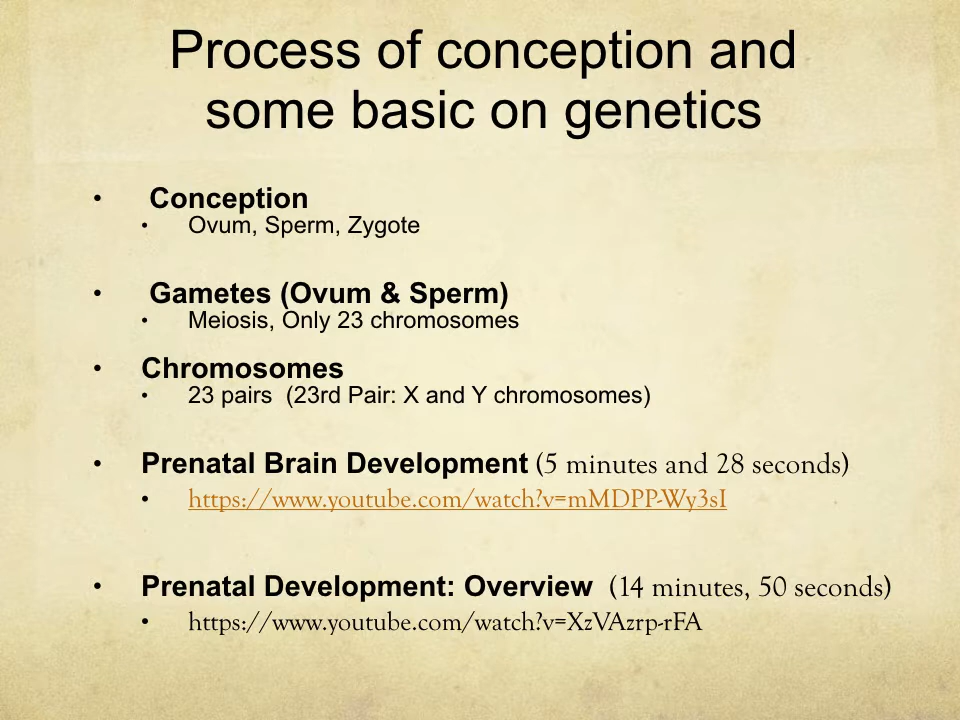 Process of conception and
some basic on genetics
• Conception
• Ovum, Sperm, Zygote
• Gametes (Ovum & Sperm)
• Meiosis, Only 23 chromosomes
• Chromosomes
• 23 pairs (23rd Pair: X and Y chromosomes)
• Prenatal Brain Development (5 minutes and 28 seconds)
• https://www.youtube.com/watch?v=mMDPP-Wy3sI
• Prenatal Development: Overview (14 minutes, 50 seconds)
• https://www.youtube.com/watch?v=XzVAzrp-rFA